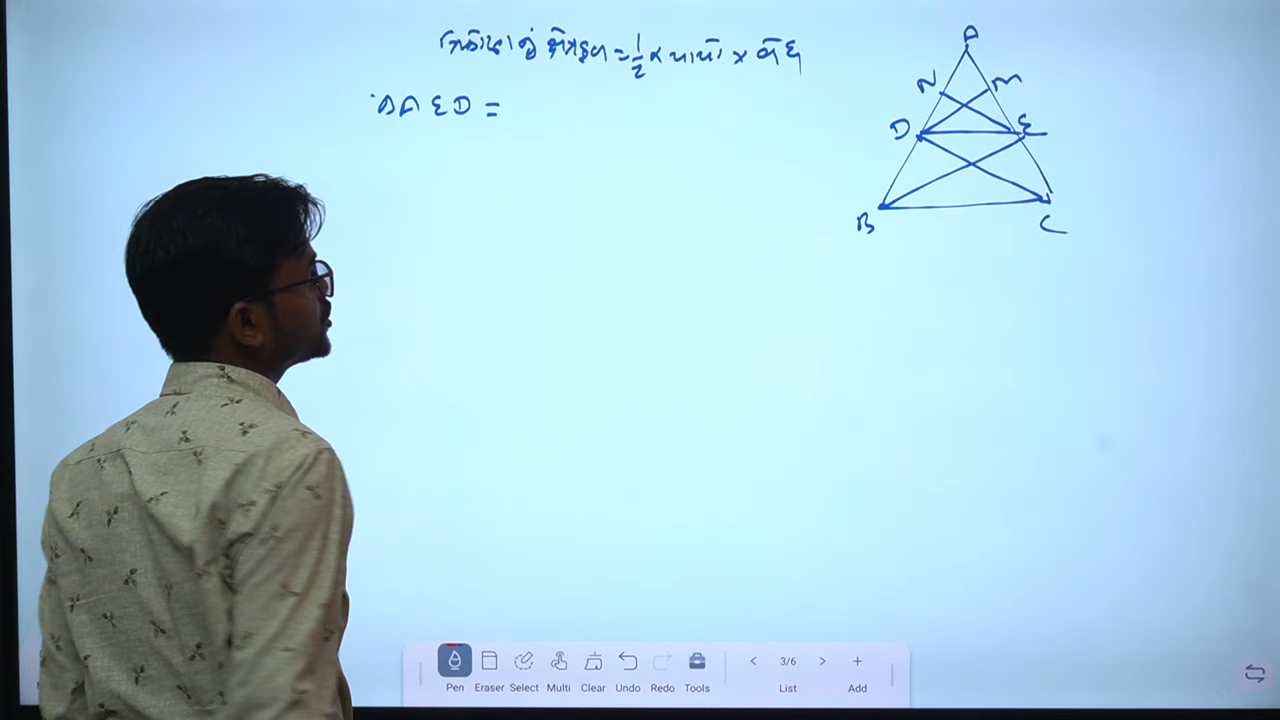 ત્રિકોણનું ક્ષેત્રફળ = 1/2 × પાયો × વેધ
ΔAED =
A
N M
D E
B C
Pen Eraser Select Multi Clear Undo Redo Tools < 3/6 > + List Add